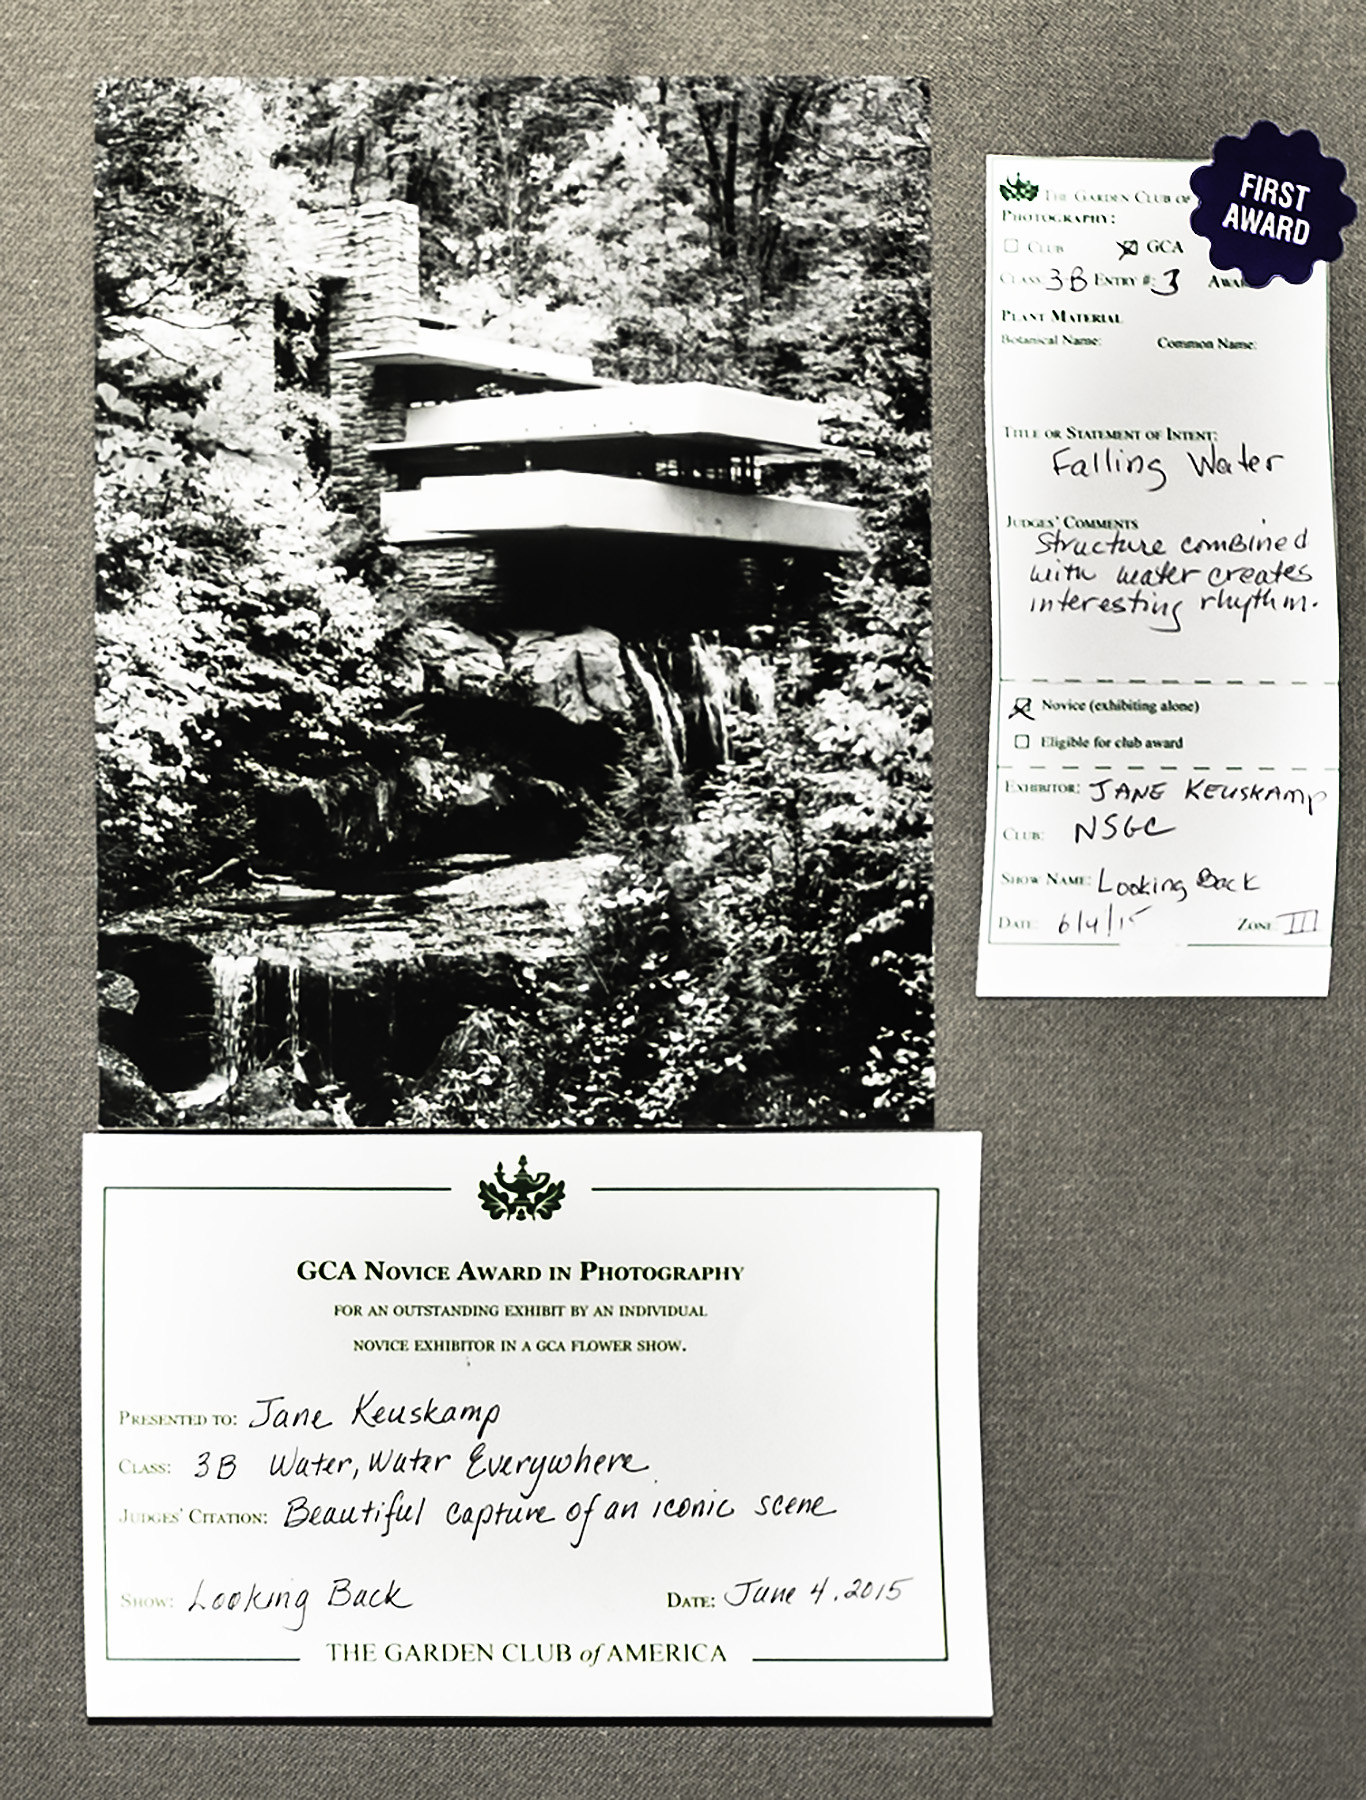 THE GARDEN CLUB OF
PHOTOGRAPHY:
CLUB GCA
CLASS 3B ENTRY #: 3
FIRST
AWARD
PLANT MATERIAL
Botanical Name: Common Name:
TITLE OR STATEMENT OF INTENT:
Falling Water
JUDGES' COMMENTS
Structure combined
with water creates
interesting rhythm.
Novice (exhibiting alone)
Eligible for club award
EXHIBITOR: JANE KEUSKAMP
CLUB: NSGC
SHOW NAME: Looking Back
DATE: 6/4/15 ZONE III
GCA NOVICE AWARD IN PHOTOGRAPHY
FOR AN OUTSTANDING EXHIBIT BY AN INDIVIDUAL
NOVICE EXHIBITOR IN A GCA FLOWER SHOW.
PRESENTED TO: Jane Keuskamp
CLASS: 3B Water, Water Everywhere
JUDGES' CITATION: Beautiful capture of an iconic scene
SHOW: Looking Back DATE: June 4, 2015
THE GARDEN CLUB of AMERICA